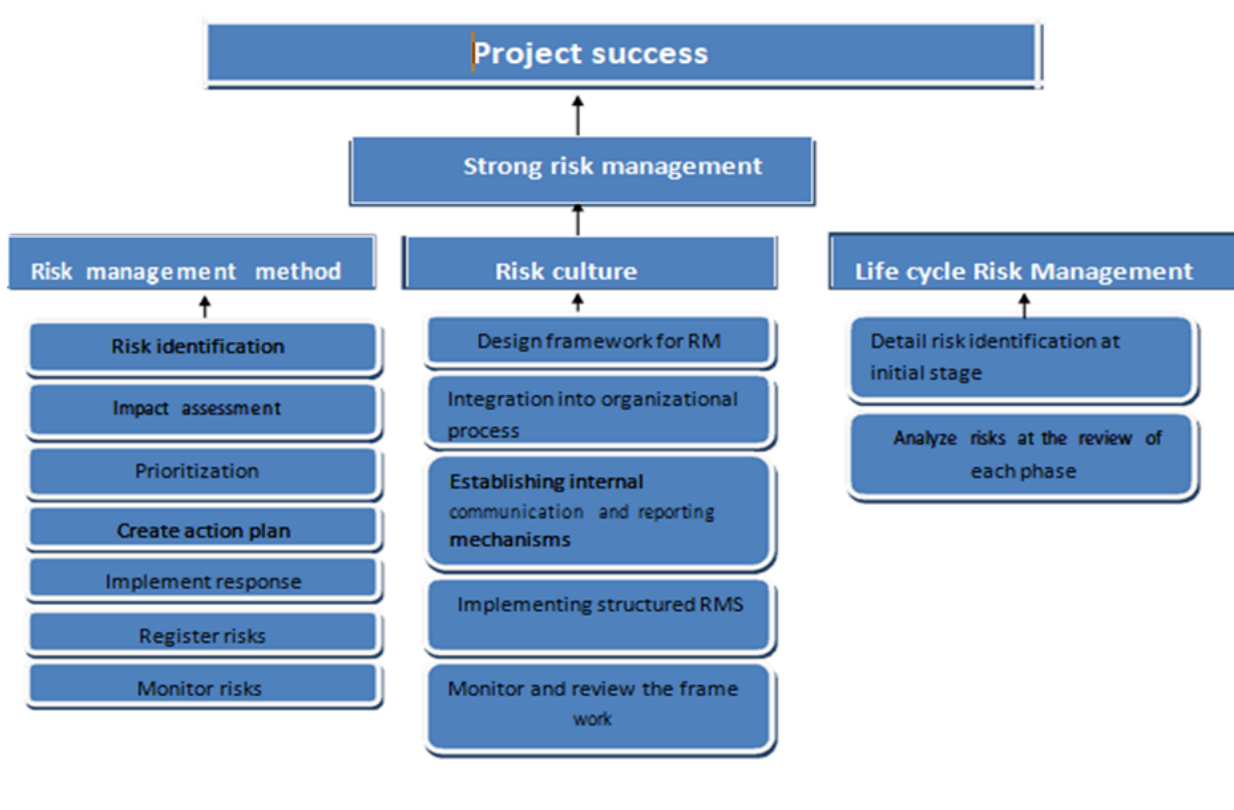 Project success
Strong risk management
Risk management method
Risk identification
Impact assessment
Prioritization
Create action plan
Implement response
Register risks
Monitor risks
Risk culture
Design framework for RM
Integration into organizational
process
Establishing internal
communication and reporting
mechanisms
Implementing structured RMS
Monitor and review the frame
work
Life cycle Risk Management
Detail risk identification at
initial stage
Analyze risks at the review of
each phase